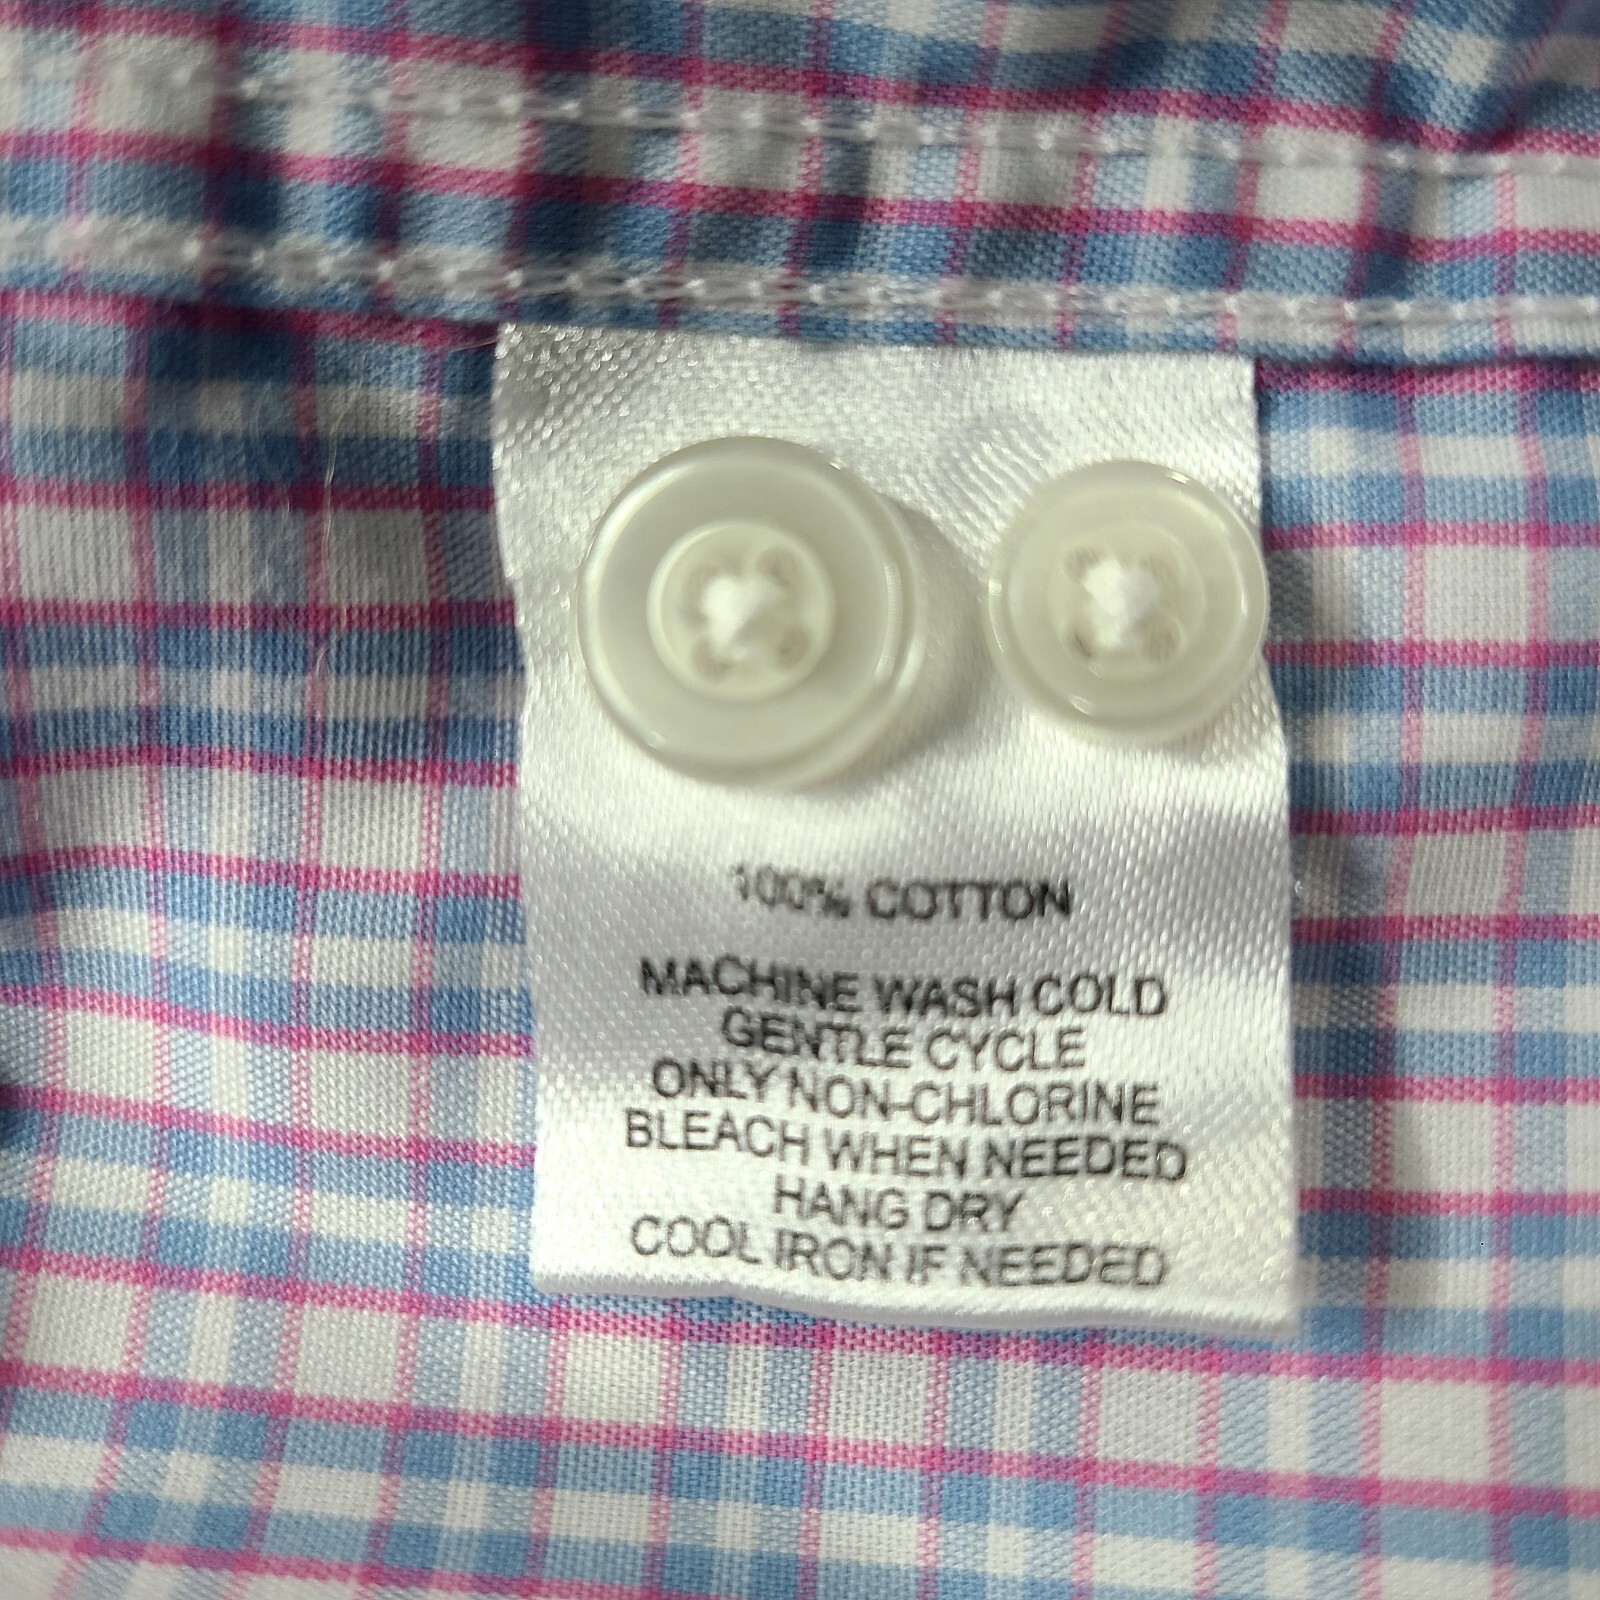 100% COTTON
MACHINE WASH COLD
GENTLE CYCLE
ONLY NON-CHLORINE
BLEACH WHEN NEEDED
HANG DRY
COOL IRON IF NEEDED